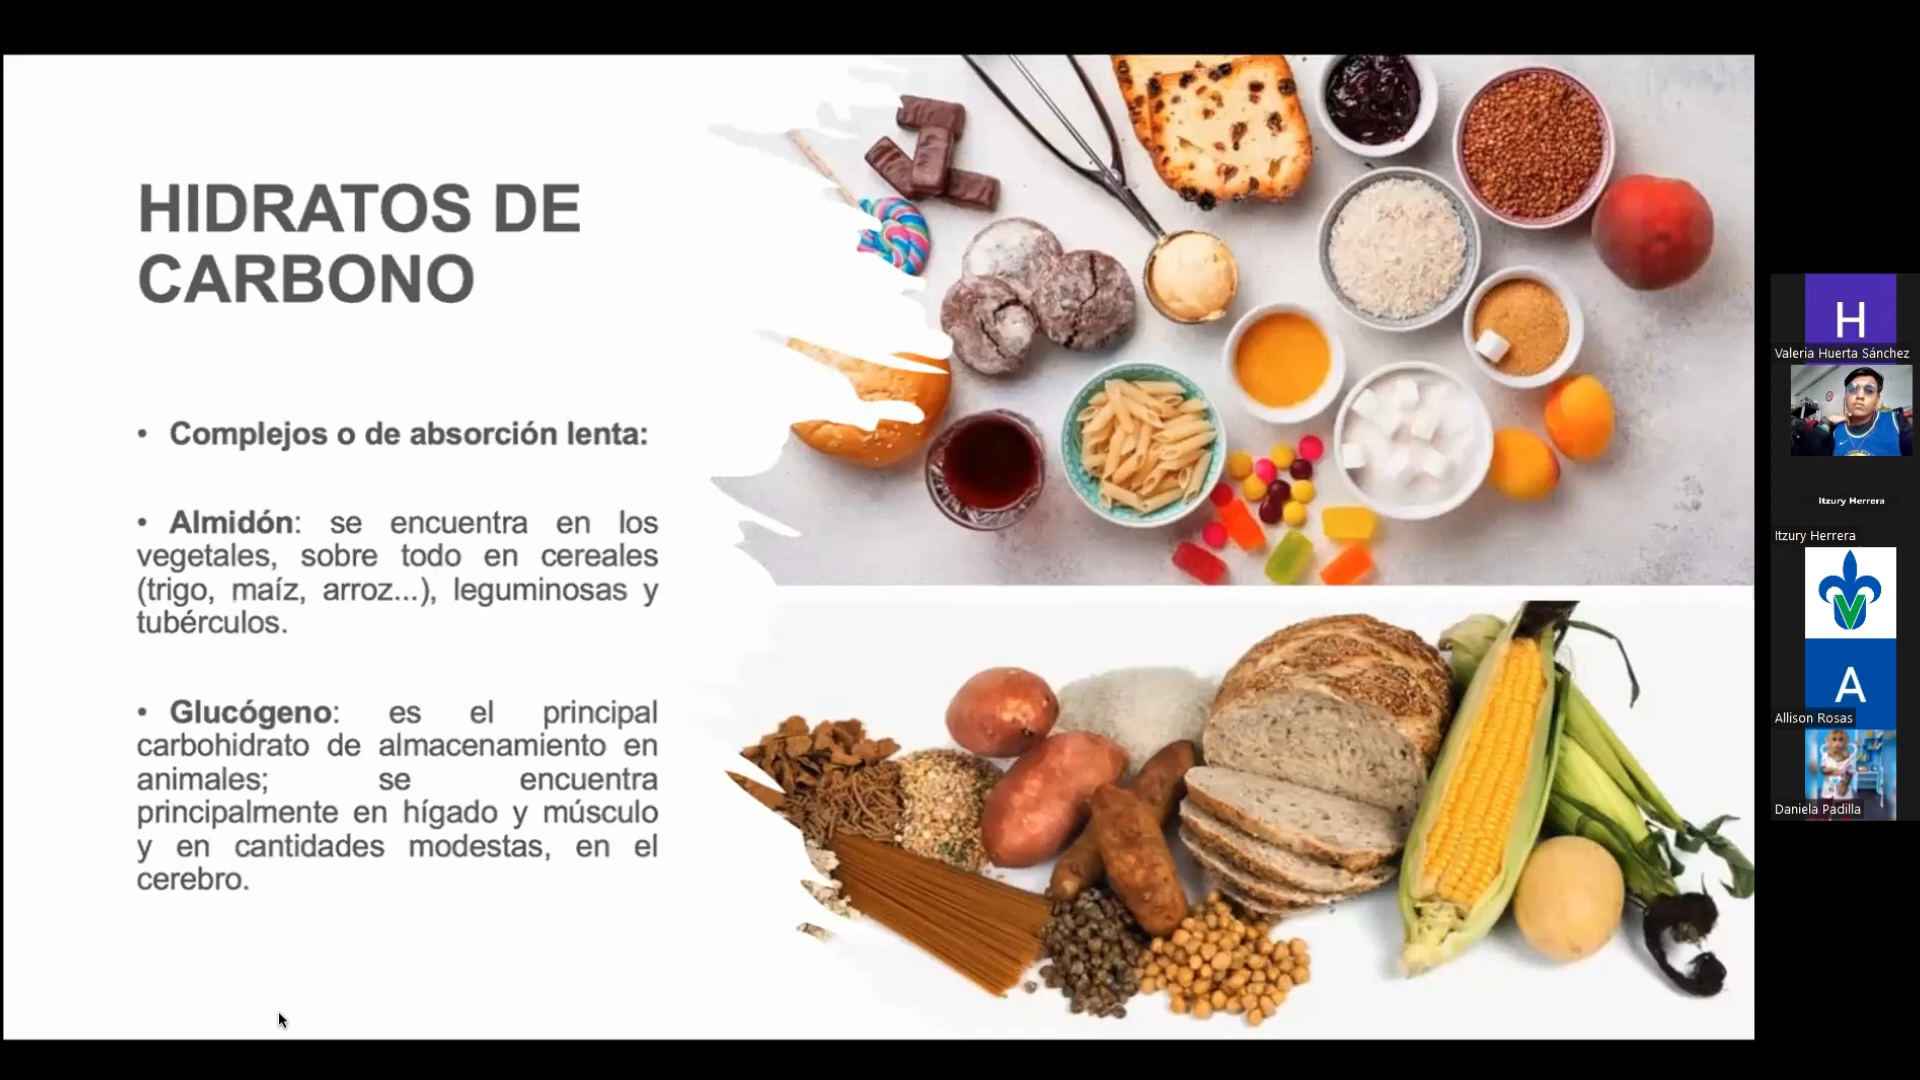 HIDRATOS DE
CARBONO
• Complejos o de absorción lenta:
• Almidón: se encuentra en los
vegetales, sobre todo en cereales
(trigo, maíz, arroz...), leguminosas y
tubérculos.
• Glucógeno: es el principal
carbohidrato de almacenamiento en
animales; se encuentra
principalmente en hígado y músculo
y en cantidades modestas, en el
cerebro.
H
Valeria Huerta Sánchez
Itzury Herrera
Itzury Herrera
A
Allison Rosas
Daniela Padilla